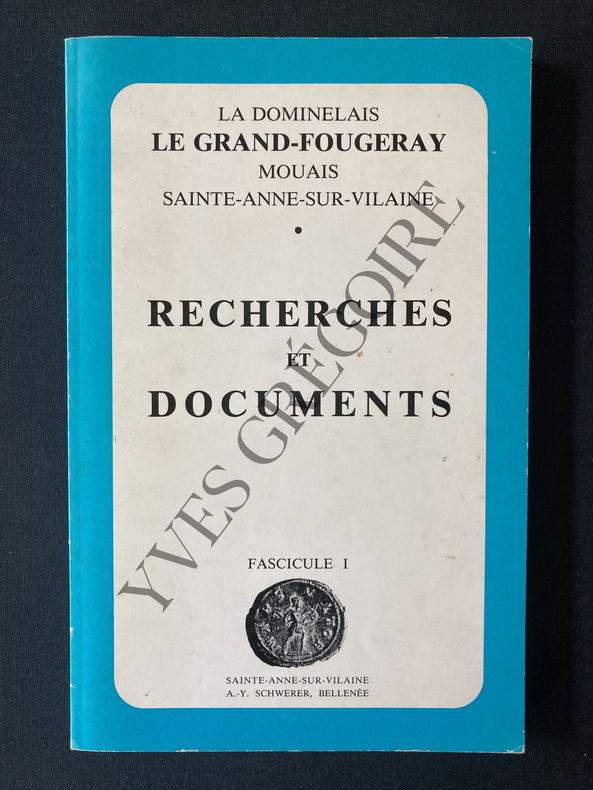 LA DOMINELAIS
LE GRAND-FOUGERAY
MOUAIS
SAINTE-ANNE-SUR-VILAINE
•
RECHERCHES
ET
DOCUMENTS
YVES GRÉGOIRE
FASCICULE I
SAINTE-ANNE-SUR-VILAINE
A.-Y. SCHWERER, BELLENÉE